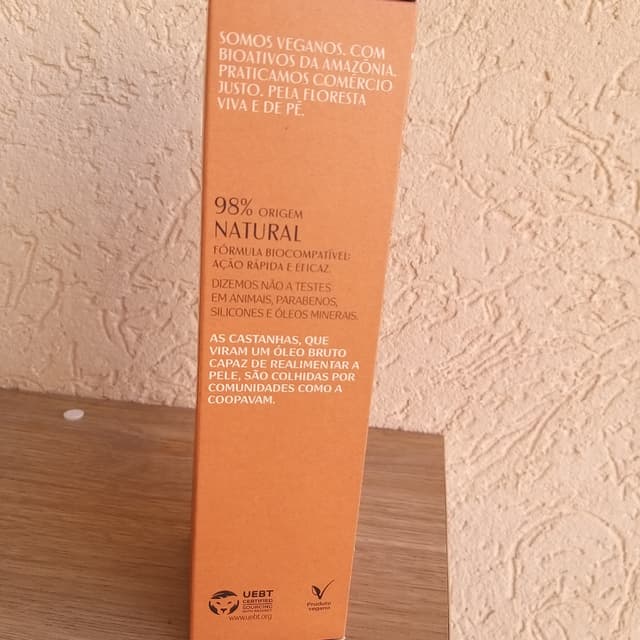 SOMOS VEGANOS, COM
BIOATIVOS DA AMAZÔNIA.
PRATICAMOS COMÉRCIO
JUSTO, PELA FLORESTA
VIVA E DE PÉ.
98% ORIGEM
NATURAL
FÓRMULA BIOCOMPATÍVEL:
AÇÃO RÁPIDA E EFICAZ
DIZEMOS NÃO A TESTES
EM ANIMAIS, PARABENOS,
SILICONES E ÓLEOS MINERAIS.
AS CASTANHAS, QUE
VIRAM UM ÓLEO BRUTO
CAPAZ DE REALIMENTAR A
PELE, SÃO COLHIDAS POR
COMUNIDADES COMO A
COOPAVAM.
UEBT
CERTIFIED
SOURCING
WITH RESPECT
www.uebt.org
Produto
vegano